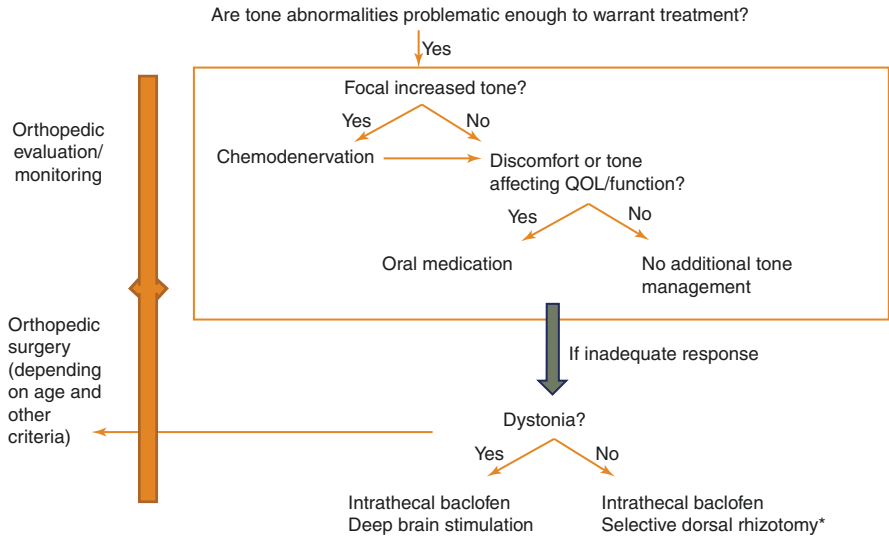 Are tone abnormalities problematic enough to warrant treatment?
Yes
Focal increased tone?
Yes
No
Chemodenervation
Discomfort or tone
affecting QOL/function?
Yes
No
Oral medication
No additional tone
management
Orthopedic
evaluation/
monitoring
If inadequate response
Orthopedic
surgery
(depending
on age and
other
criteria)
Dystonia?
Yes
No
Intrathecal baclofen
Deep brain stimulation
Intrathecal baclofen
Selective dorsal rhizotomy*